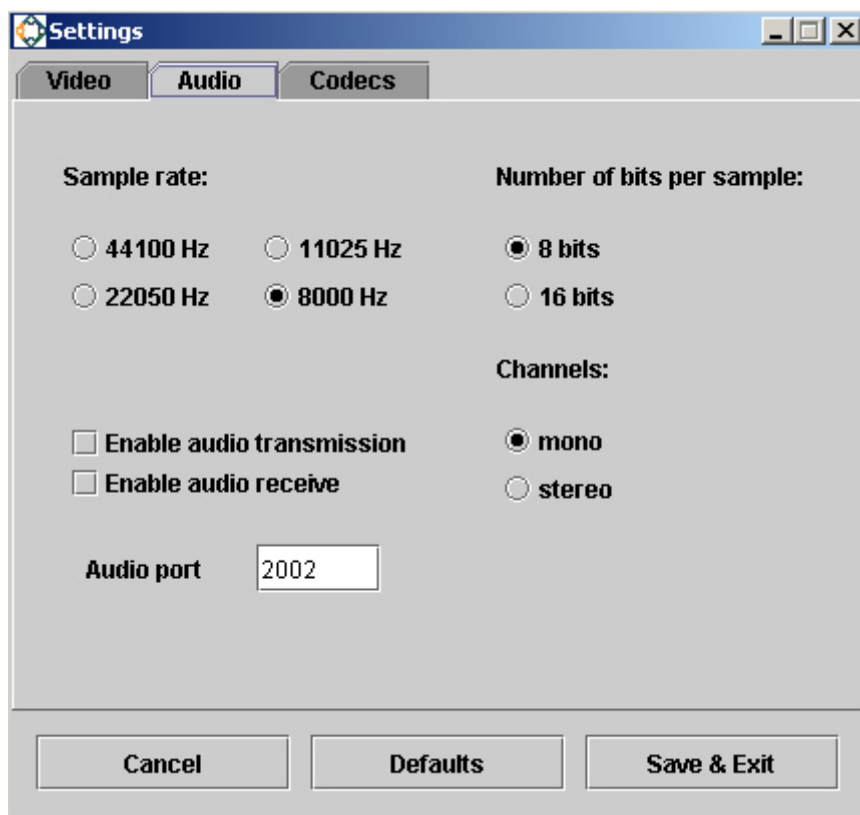 Settings
Video Audio Codecs
Sample rate:
44100 Hz 11025 Hz
22050 Hz 8000 Hz
Number of bits per sample:
8 bits
16 bits
Channels:
mono
stereo
Enable audio transmission
Enable audio receive
Audio port 2002
Cancel Defaults Save & Exit